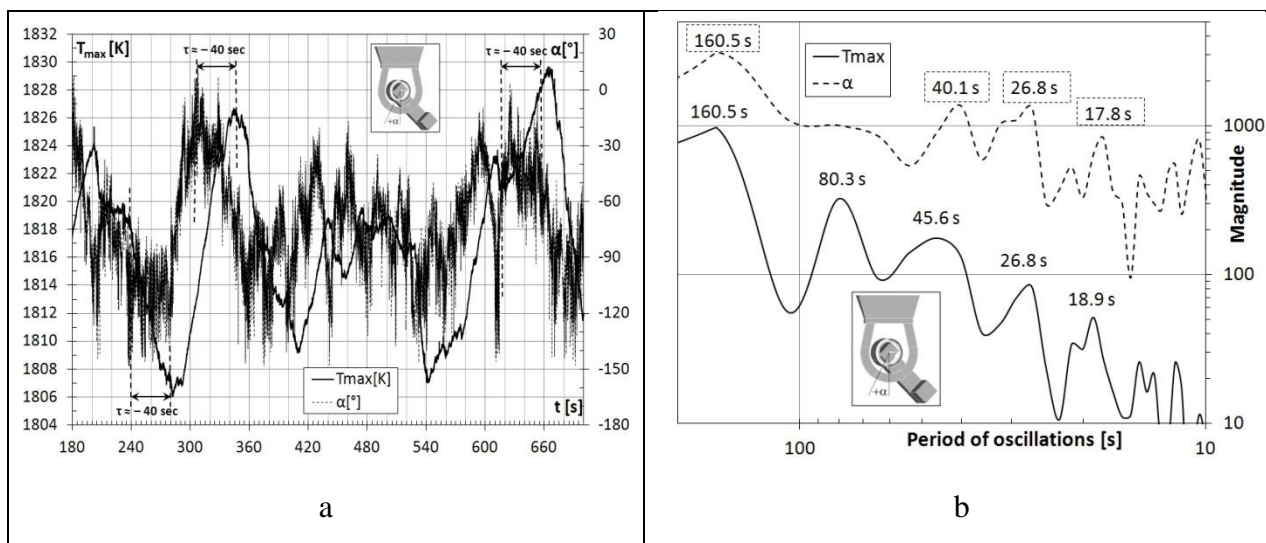 1832
1830
1828
1826
1824
1822
1820
1818
1816
1814
1812
1810
1808
1806
1804
Tmax [K]
τ ≈ − 40 sec
τ ≈ − 40 sec
α[°]
+α
τ ≈ − 40 sec
Tmax[K]
α[°]
t [s]
30
0
-30
-60
-90
-120
-150
-180
180 240 300 360 420 480 540 600 660
a
160.5 s
160.5 s
Tmax
α
40.1 s
26.8 s
17.8 s
80.3 s
45.6 s
26.8 s
18.9 s
+α
1000
100
10
Magnitude
100
Period of oscillations [s]
10
b